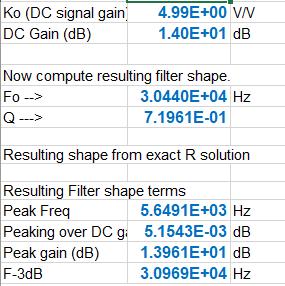 Ko (DC signal gain 4.99E+00 V/V
DC Gain (dB) 1.40E+01 dB
Now compute resulting filter shape.
Fo --> 3.0440E+04 Hz
Q ---> 7.1961E-01
Resulting shape from exact R solution
Resulting Filter shape terms
Peak Freq 5.6491E+03 Hz
Peaking over DC ga 5.1543E-03 dB
Peak gain (dB) 1.3961E+01 dB
F-3dB 3.0969E+04 Hz